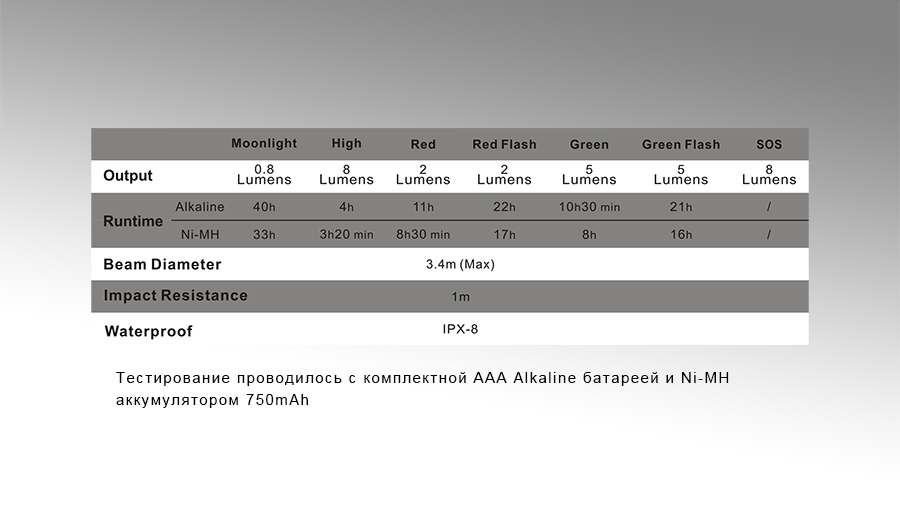 Moonlight High Red Red Flash Green Green Flash SOS
Output 0.8 Lumens 8 Lumens 2 Lumens 2 Lumens 5 Lumens 5 Lumens 8 Lumens
Runtime
Alkaline 40h 4h 11h 22h 10h30 min 21h /
Ni-MH 33h 3h20 min 8h30 min 17h 8h 16h /
Beam Diameter 3.4m (Max)
Impact Resistance 1m
Waterproof IPX-8
Тестирование проводилось с комплектной AAA Alkaline батареей и Ni-MH
аккумулятором 750mAh